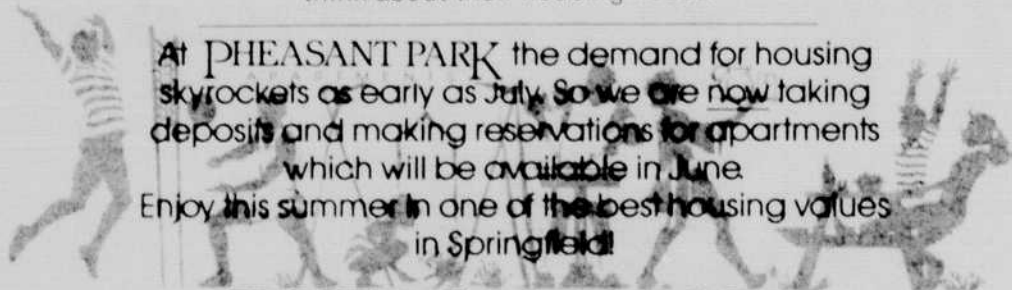 At PHEASANT PARK the demand for housing
APARTMENTS
skyrockets as early as July. So we are now taking
deposits and making reservations for apartments
which will be available in June.
Enjoy this summer in one of the best housing values
in Springfield!